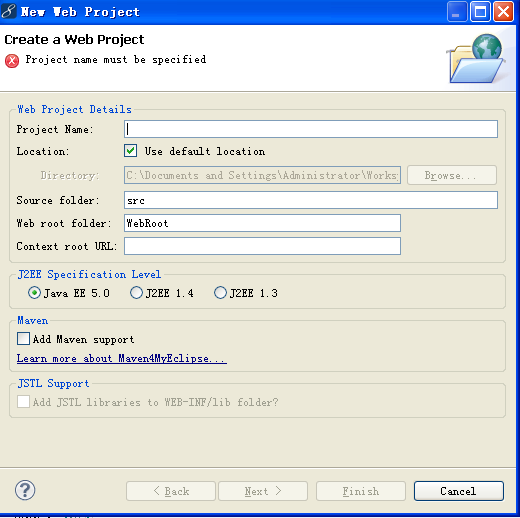 New Web Project
Create a Web Project
Project name must be specified
Web Project Details
Project Name:
Location: Use default location
Directory: C:\Documents and Settings\Administrator\Works Browse...
Source folder: src
Web root folder: WebRoot
Context root URL:
J2EE Specification Level
Java EE 5.0 J2EE 1.4 J2EE 1.3
Maven
Add Maven support
Learn more about Maven4MyEclipse...
JSTL Support
Add JSTL libraries to WEB-INF/lib folder?
? < Back Next > Finish Cancel